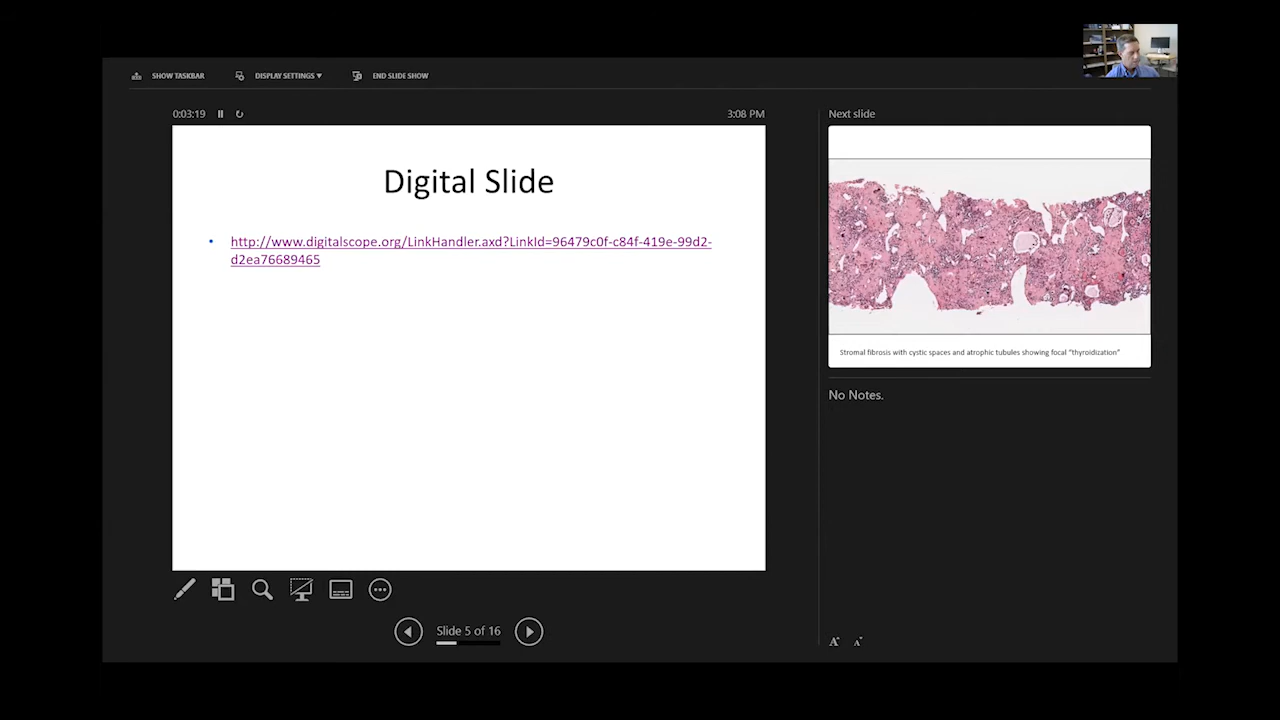 SHOW TASKBAR
DISPLAY SETTINGS ▼
END SLIDE SHOW
0:03:19
3:08 PM
Digital Slide
• http://www.digitalscope.org/LinkHandler.axd?LinkId=96479c0f-c84f-419e-99d2-
d2ea76689465
Slide 5 of 16
Next slide
Stromal fibrosis with cystic spaces and atrophic tubules showing focal “thyroidization”
No Notes.
A A